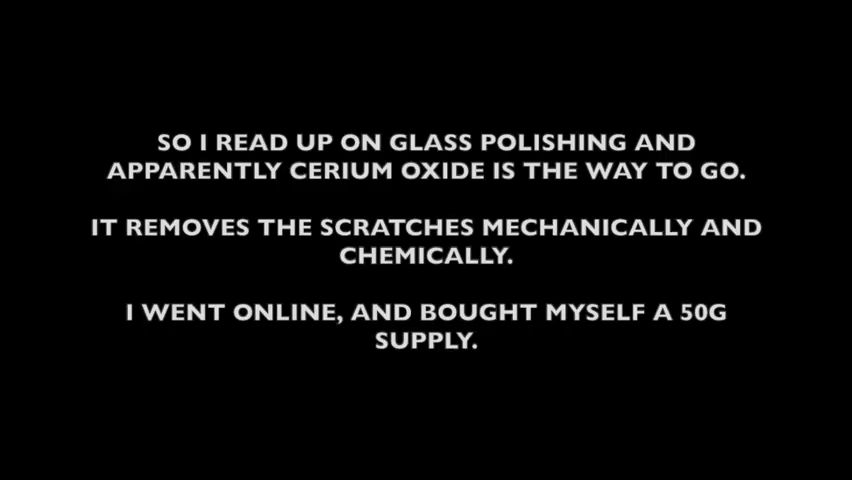 SO I READ UP ON GLASS POLISHING AND
APPARENTLY CERIUM OXIDE IS THE WAY TO GO.
IT REMOVES THE SCRATCHES MECHANICALLY AND
CHEMICALLY.
I WENT ONLINE, AND BOUGHT MYSELF A 50G
SUPPLY.